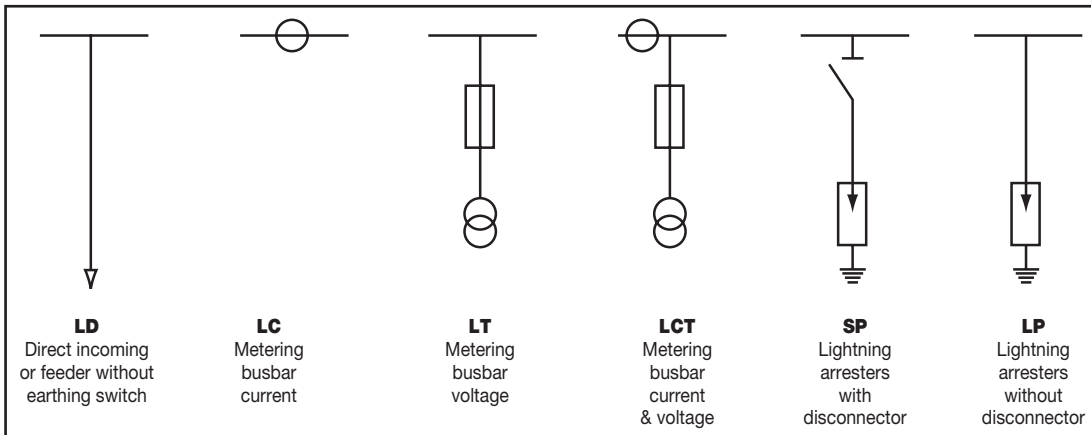 LD
Direct incoming
or feeder without
earthing switch
LC
Metering
busbar
current
LT
Metering
busbar
voltage
LCT
Metering
busbar
current
& voltage
SP
Lightning
arresters
with
disconnector
LP
Lightning
arresters
without
disconnector